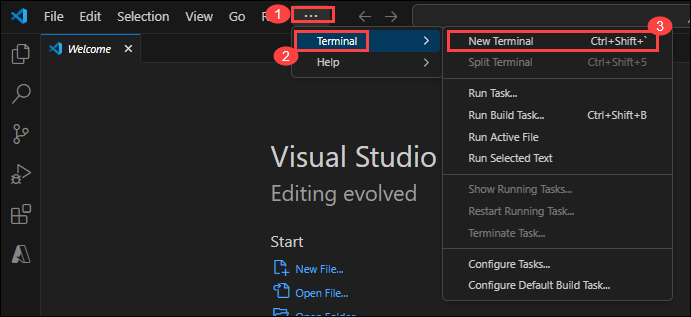 File Edit Selection View Go R 1 ...
Welcome
Terminal
2
Help
3
New Terminal Ctrl+Shift+`
Split Terminal Ctrl+Shift+5
Run Task...
Run Build Task... Ctrl+Shift+B
Run Active File
Run Selected Text
Show Running Tasks...
Restart Running Task...
Terminate Task...
Configure Tasks...
Configure Default Build Task...
Visual Studio
Editing evolved
Start
New File...
Open File...
Open Folder